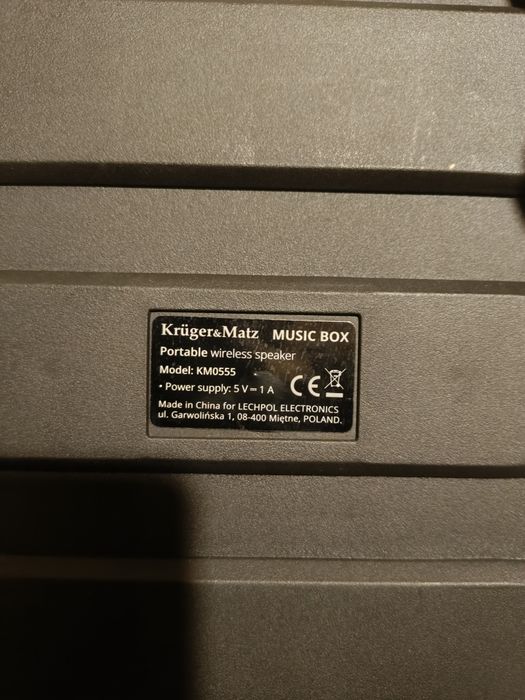 Krüger&Matz MUSIC BOX
Portable wireless speaker
Model: KM0555
• Power supply: 5 V ⎓ 1 A
CE
Made in China for LECHPOL ELECTRONICS
ul. Garwolińska 1, 08-400 Miętne, POLAND.